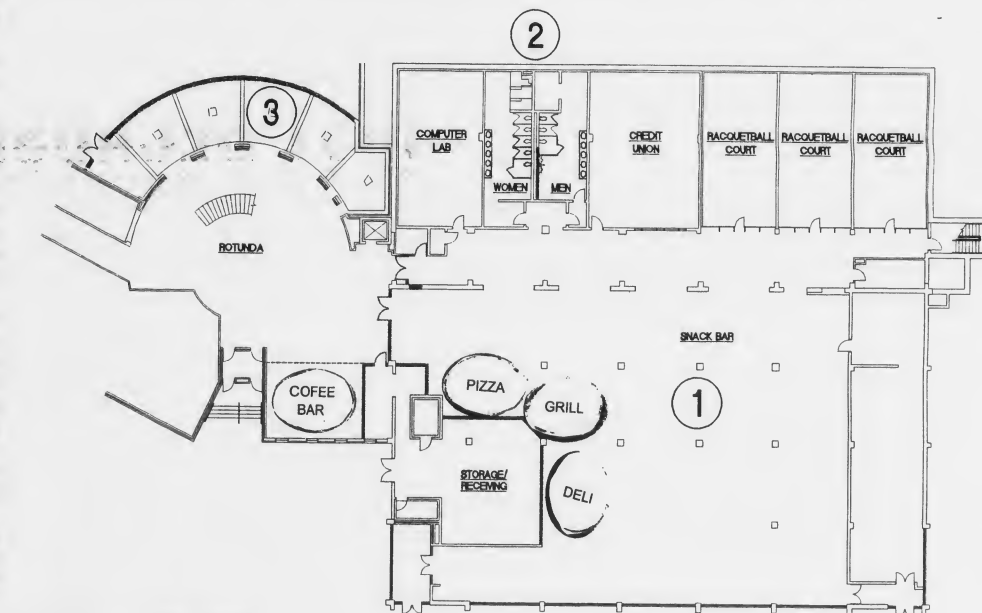 2
3
COMPUTER
LAB
WOMEN
MEN
CREDIT
UNION
RACQUETBALL
COURT
RACQUETBALL
COURT
RACQUETBALL
COURT
ROTUNDA
SNACK BAR
1
PIZZA
GRILL
COFEE
BAR
STORAGE/
RECEIVING
DELI